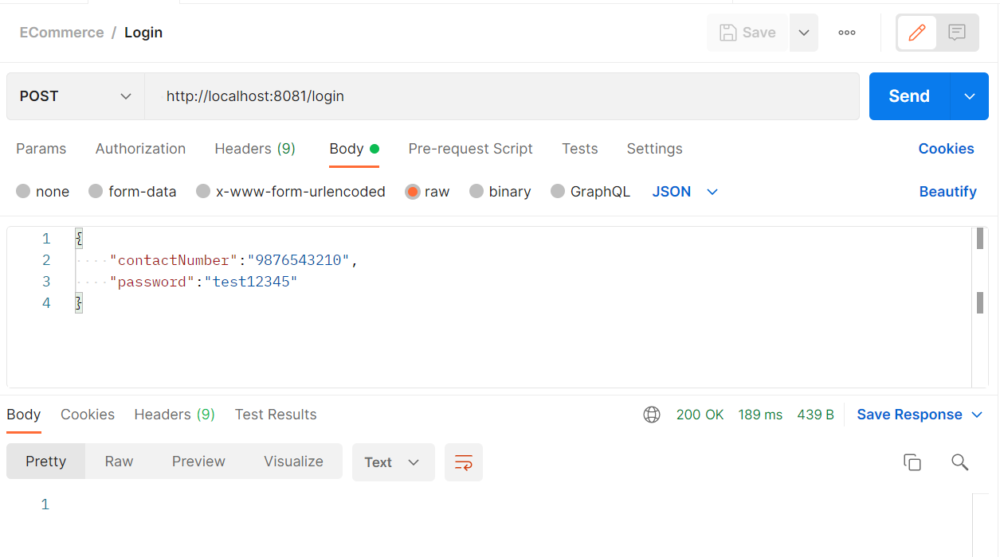 ECommerce / Login
Save
POST
http://localhost:8081/login
Send
Params Authorization Headers (9) Body Pre-request Script Tests Settings Cookies
none form-data x-www-form-urlencoded raw binary GraphQL JSON Beautify
1 {
2 "contactNumber":"9876543210",
3 "password":"test12345"
4 }
Body Cookies Headers (9) Test Results 200 OK 189 ms 439 B Save Response
Pretty Raw Preview Visualize Text
1